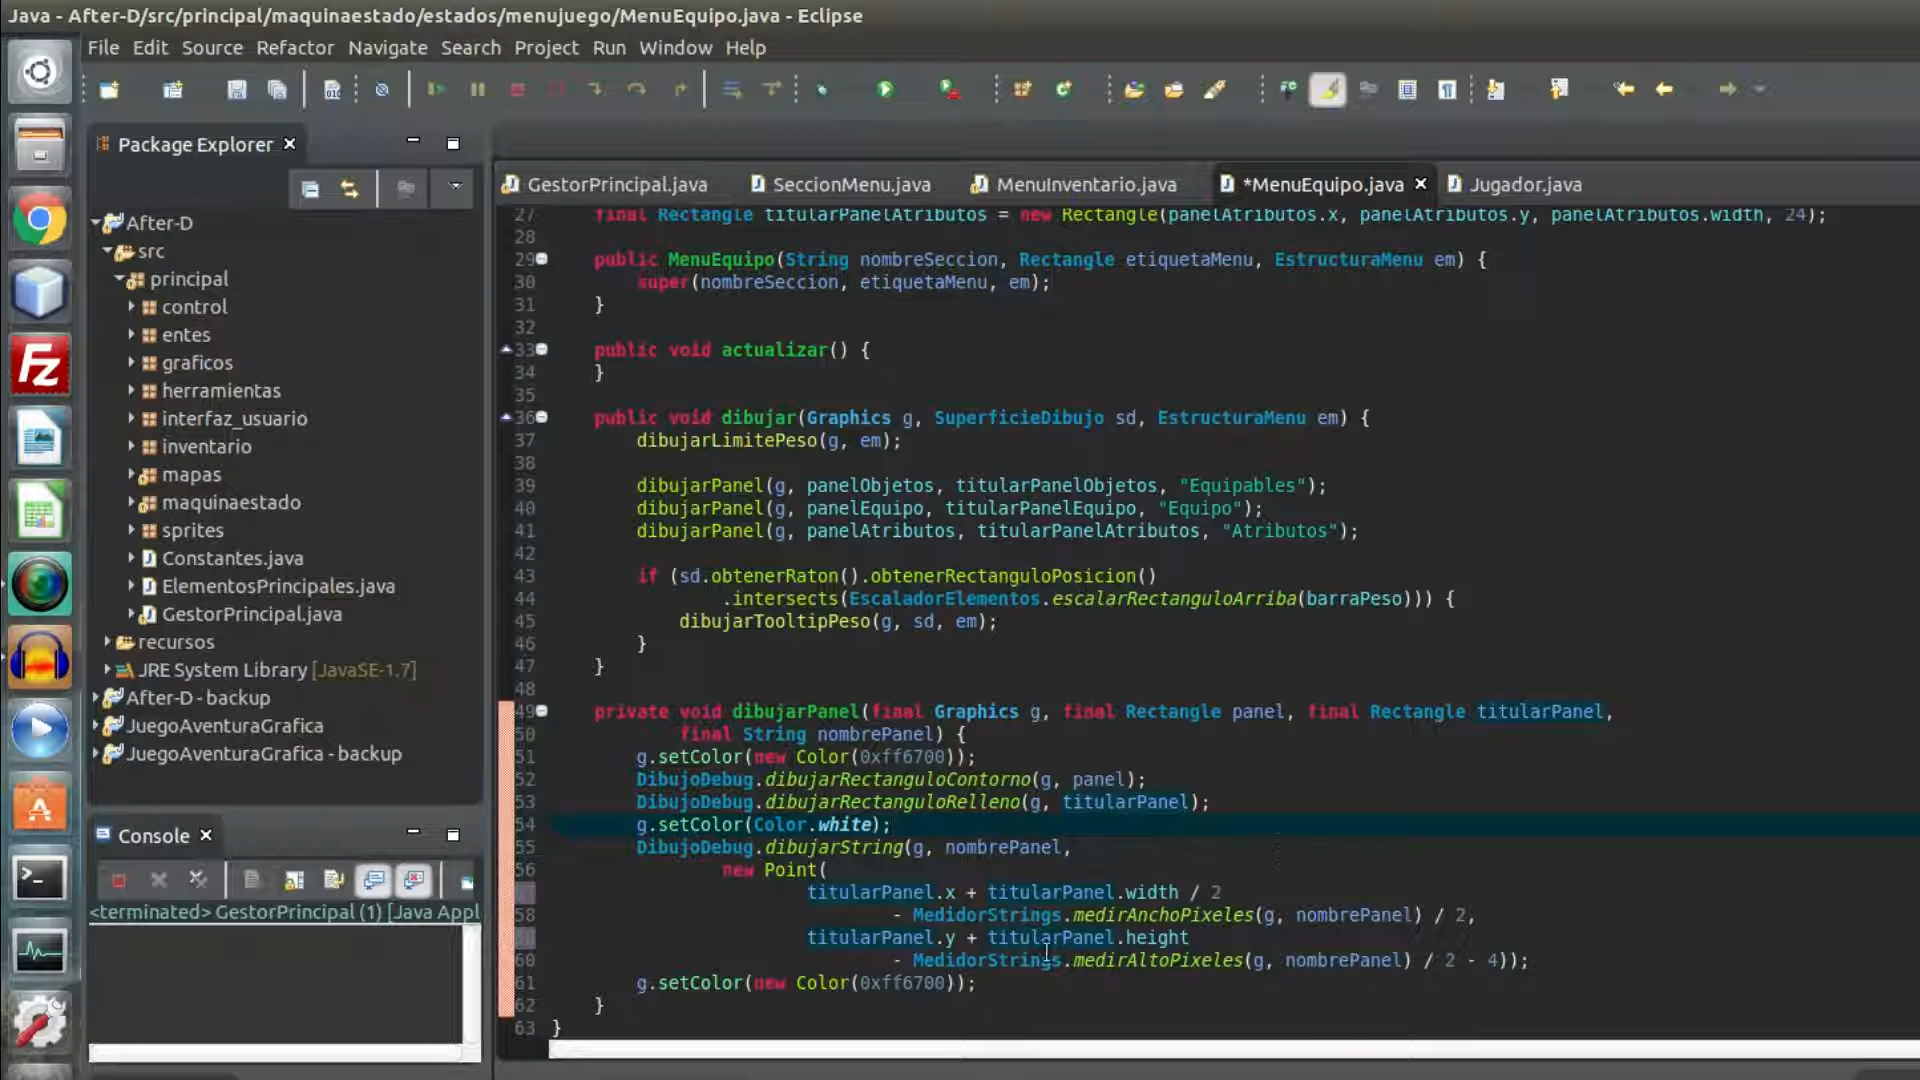 Java - After-D/src/principal/maquinaestado/estados/menujuego/MenuEquipo.java - Eclipse
File Edit Source Refactor Navigate Search Project Run Window Help
Package Explorer
After-D
src
principal
control
entes
graficos
herramientas
interfaz_usuario
inventario
mapas
maquinaestado
sprites
Constantes.java
ElementosPrincipales.java
GestorPrincipal.java
recursos
JRE System Library [JavaSE-1.7]
After-D - backup
JuegoAventuraGrafica
JuegoAventuraGrafica - backup
Console
<terminated> GestorPrincipal (1) [Java Appl
GestorPrincipal.java SeccionMenu.java MenuInventario.java *MenuEquipo.java Jugador.java
27 final Rectangle titularPanelAtributos = new Rectangle(panelAtributos.x, panelAtributos.y, panelAtributos.width, 24);
28
29 public MenuEquipo(String nombreSeccion, Rectangle etiquetaMenu, EstructuraMenu em) {
30 super(nombreSeccion, etiquetaMenu, em);
31 }
32
33 public void actualizar() {
34 }
35
36 public void dibujar(Graphics g, SuperficieDibujo sd, EstructuraMenu em) {
37 dibujarLimitePeso(g, em);
38
39 dibujarPanel(g, panelObjetos, titularPanelObjetos, "Equipables");
40 dibujarPanel(g, panelEquipo, titularPanelEquipo, "Equipo");
41 dibujarPanel(g, panelAtributos, titularPanelAtributos, "Atributos");
42
43 if (sd.obtenerRaton().obtenerRectanguloPosicion()
44 .intersects(EscaladorElementos.escalarRectanguloArriba(barraPeso))) {
45 dibujarTooltipPeso(g, sd, em);
46 }
47 }
48
49 private void dibujarPanel(final Graphics g, final Rectangle panel, final Rectangle titularPanel,
50 final String nombrePanel) {
51 g.setColor(new Color(0xff6700));
52 DibujoDebug.dibujarRectanguloContorno(g, panel);
53 DibujoDebug.dibujarRectanguloRelleno(g, titularPanel);
54 g.setColor(Color.white);
55 DibujoDebug.dibujarString(g, nombrePanel,
56 new Point(
titularPanel.x + titularPanel.width / 2
58 - MedidorStrings.medirAnchoPixeles(g, nombrePanel) / 2,
titularPanel.y + titularPanel.height
60 - MedidorStrings.medirAltoPixeles(g, nombrePanel) / 2 - 4));
61 g.setColor(new Color(0xff6700));
62 }
63 }